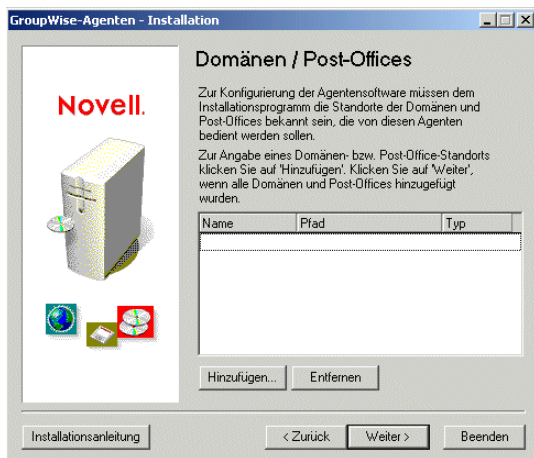 GroupWise-Agenten - Installation
Novell.
Domänen / Post-Offices
Zur Konfigurierung der Agentensoftware müssen dem
Installationsprogramm die Standorte der Domänen und
Post-Offices bekannt sein, die von diesen Agenten
bedient werden sollen.
Zur Angabe eines Domänen- bzw. Post-Office-Standorts
klicken Sie auf 'Hinzufügen'. Klicken Sie auf 'Weiter',
wenn alle Domänen und Post-Offices hinzugefügt
wurden.
Name Pfad Typ
Hinzufügen... Entfernen
Installationsanleitung < Zurück Weiter > Beenden